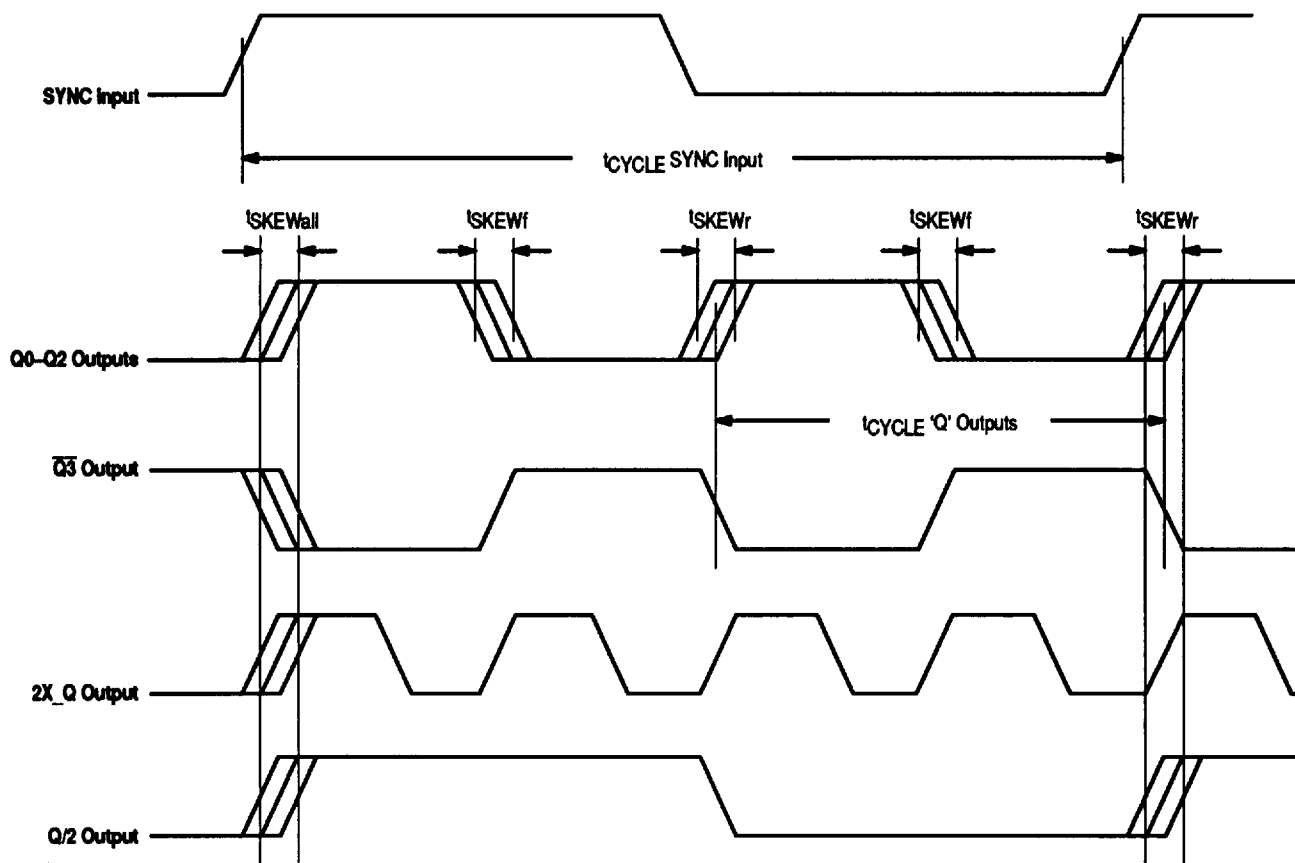 SYNC Input
tCYCLE SYNC Input
tSKEWall tSKEWf tSKEWr tSKEWf tSKEWr
Q0–Q2 Outputs
tCYCLE 'Q' Outputs
Q̅3̅ Output
2X_Q Output
Q/2 Output